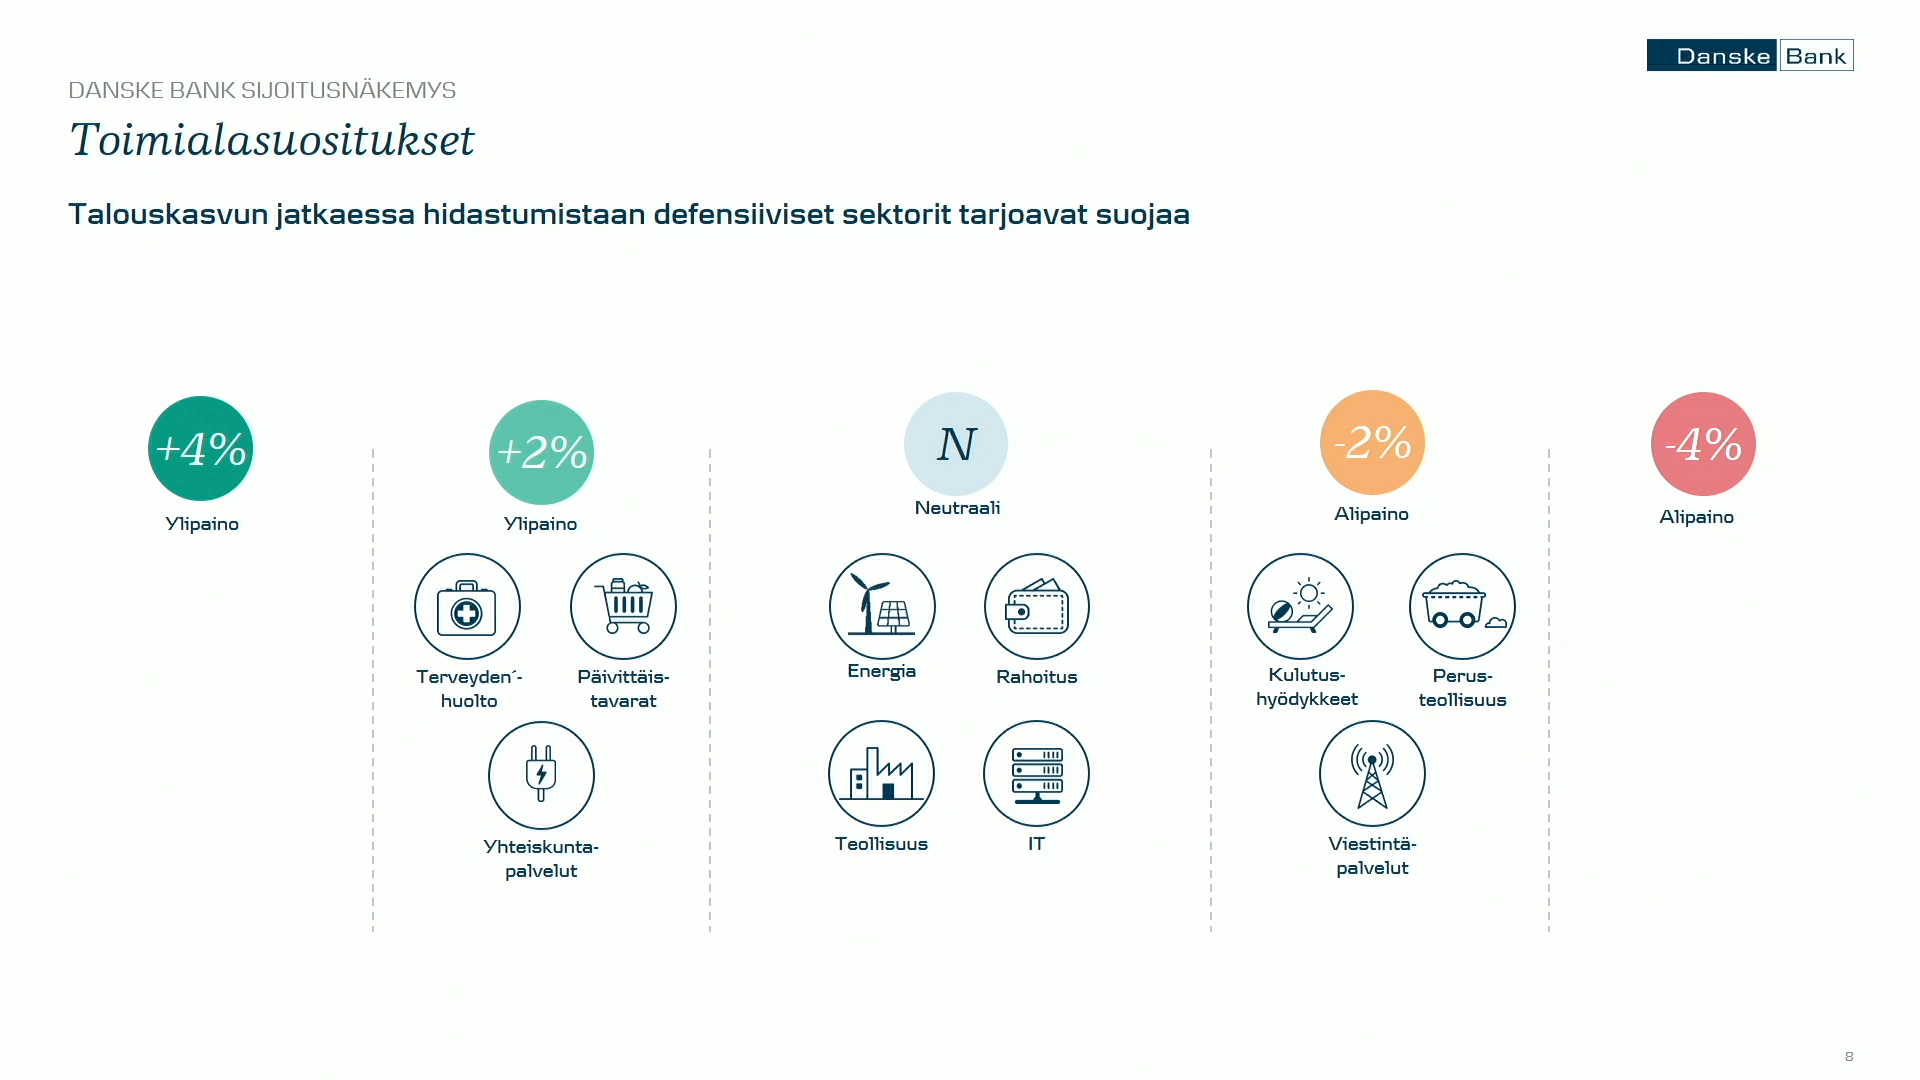 Danske Bank
DANSKE BANK SIJOITUSNÄKEMYS
Toimialasuositukset
Talouskasvun jatkaessa hidastumistaan defensiiviset sektorit tarjoavat suojaa
+4%
Ylipaino
+2%
Ylipaino
Terveyden´-
huolto
Päivittäis-
tavarat
Yhteiskunta-
palvelut
N
Neutraali
Energia
Rahoitus
Teollisuus
IT
-2%
Alipaino
Kulutus-
hyödykkeet
Perus-
teollisuus
Viestintä-
palvelut
-4%
Alipaino
8